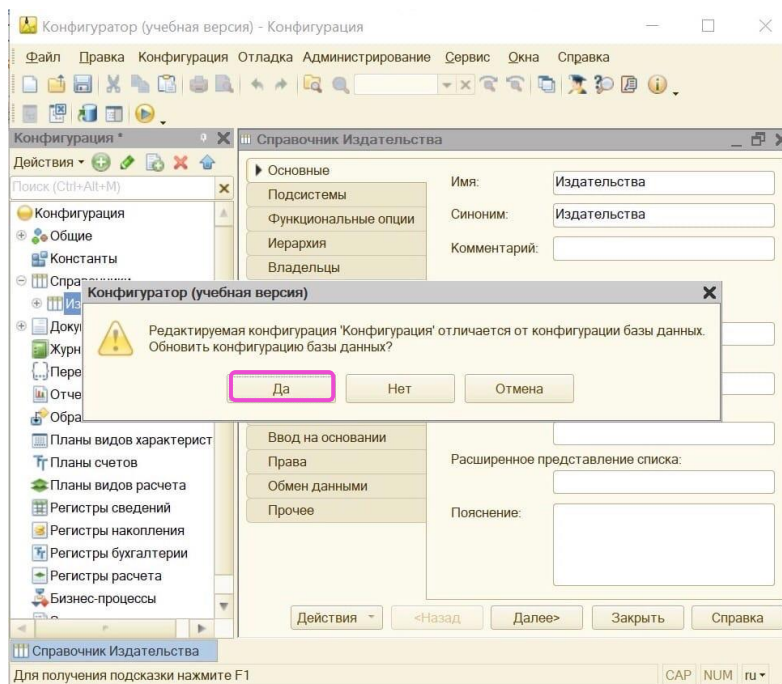 Конфигуратор (учебная версия) - Конфигурация
Файл Правка Конфигурация Отладка Администрирование Сервис Окна Справка
Конфигурация *
Действия
Поиск (Ctrl+Alt+M)
Конфигурация
Общие
Константы
Планы видов характерист
Планы счетов
Планы видов расчета
Регистры сведений
Регистры накопления
Регистры бухгалтерии
Регистры расчета
Бизнес-процессы
Справочник Издательства
Основные
Подсистемы
Функциональные опции
Иерархия
Владельцы
Ввод на основании
Права
Обмен данными
Прочее
Имя: Издательства
Синоним: Издательства
Комментарий:
Расширенное представление списка:
Пояснение:
Действия <Назад Далее> Закрыть Справка
Конфигуратор (учебная версия)
Редактируемая конфигурация 'Конфигурация' отличается от конфигурации базы данных.
Обновить конфигурацию базы данных?
Да Нет Отмена
Справочник Издательства
Для получения подсказки нажмите F1 CAP NUM ru